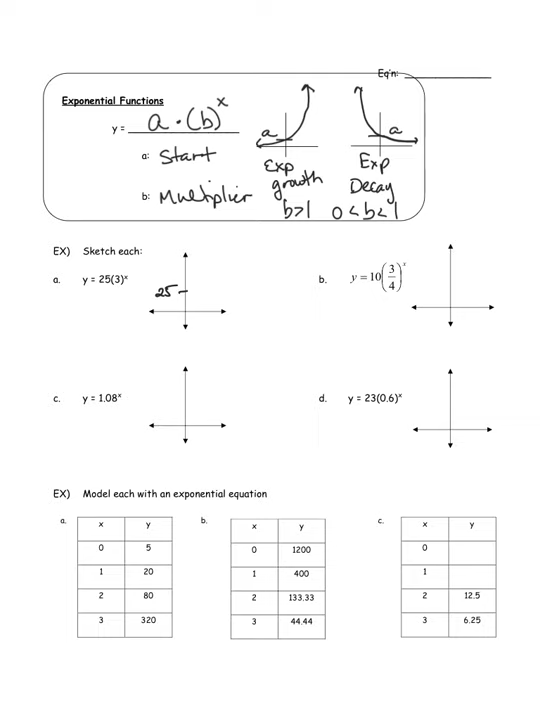 Eq'n:
Exponential Functions
y = a · (b)^x
a: Start
b: Multiplier
a
Exp
growth
b>1
a
Exp
Decay
0 < b < 1
EX) Sketch each:
a. y = 25(3)^x
25
b. y = 10(3/4)^x
c. y = 1.08^x
d. y = 23(0.6)^x
EX) Model each with an exponential equation
a.
x y
0 5
1 20
2 80
3 320
b.
x y
0 1200
1 400
2 133.33
3 44.44
c.
x y
0
1
2 12.5
3 6.25